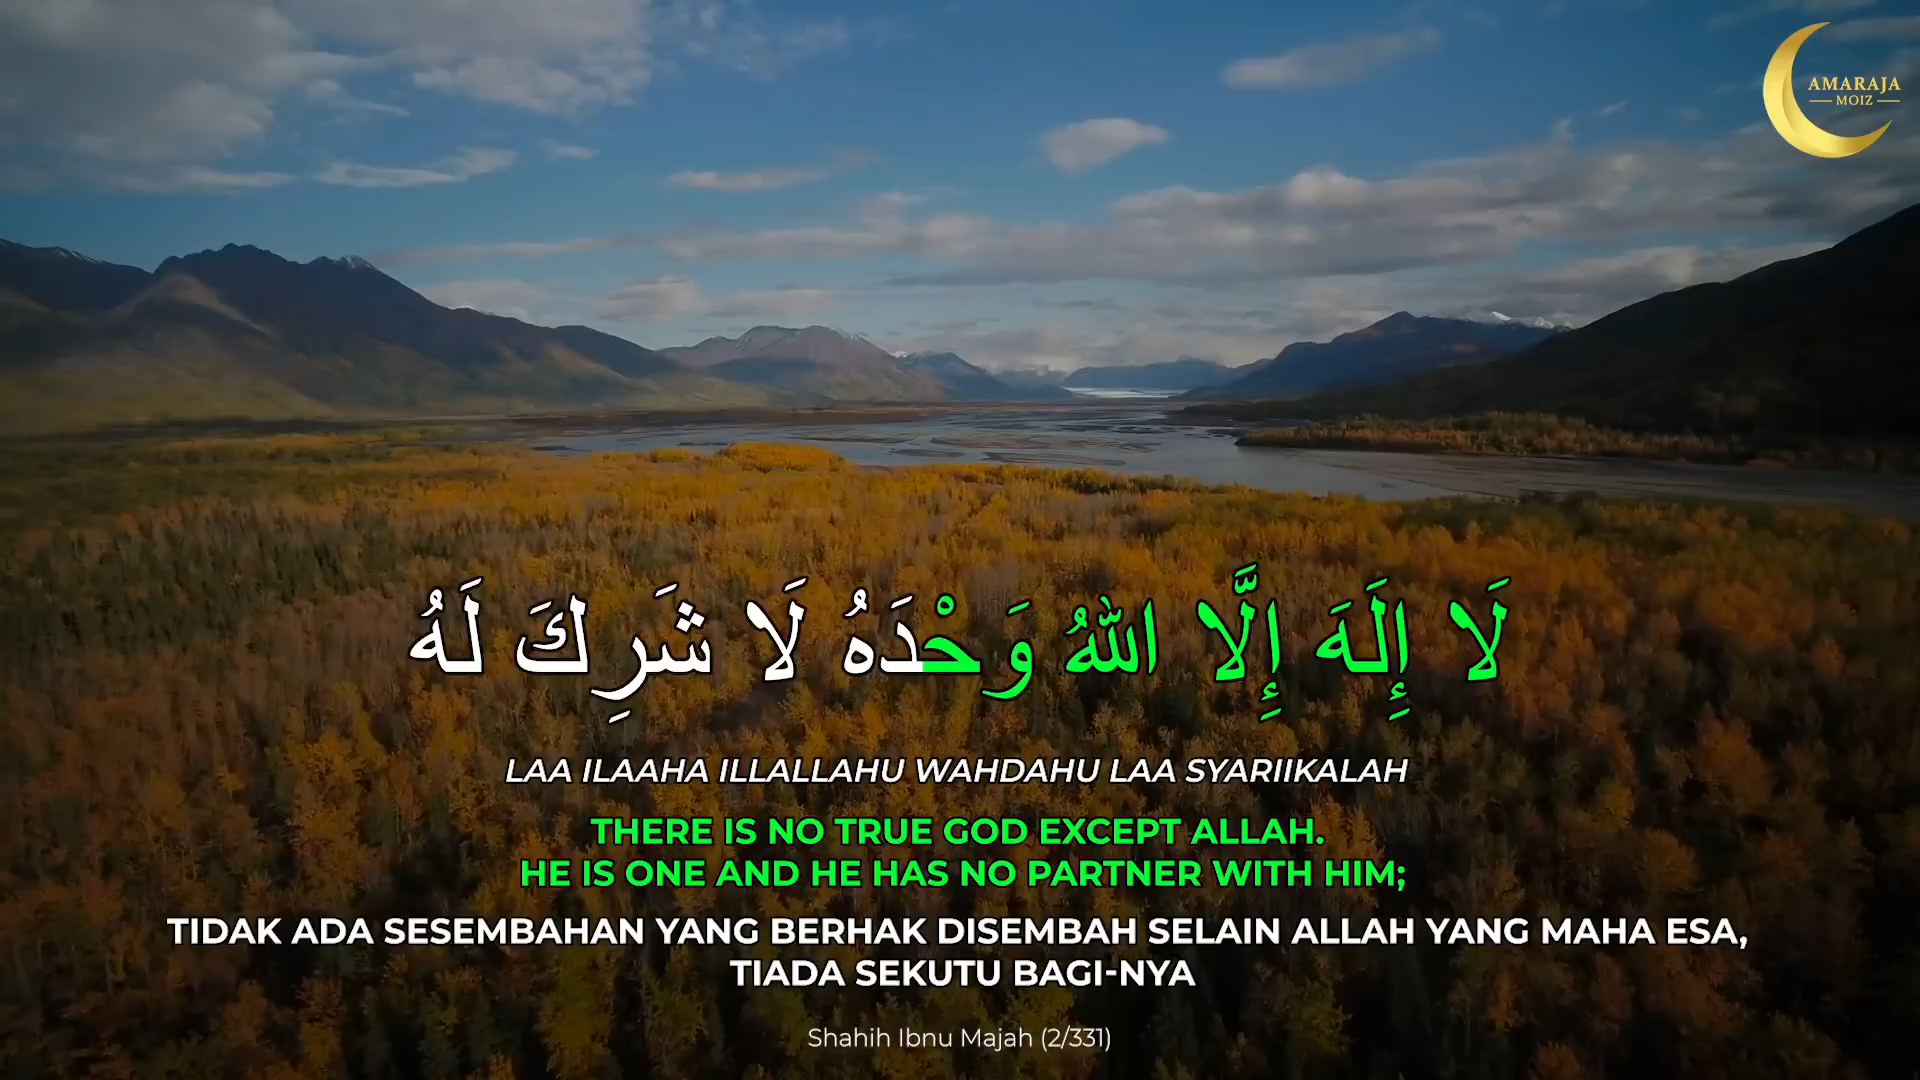 AMARAJA
MOIZ
لَا إِلَهَ إِلَّا اللهُ وَحْدَهُ لَا شَرِكَ لَهُ
LAA ILAAHA ILLALLAHU WAHDAHU LAA SYARIIKALAH
THERE IS NO TRUE GOD EXCEPT ALLAH.
HE IS ONE AND HE HAS NO PARTNER WITH HIM;
TIDAK ADA SESEMBAHAN YANG BERHAK DISEMBAH SELAIN ALLAH YANG MAHA ESA,
TIADA SEKUTU BAGI-NYA
Shahih Ibnu Majah (2/331)